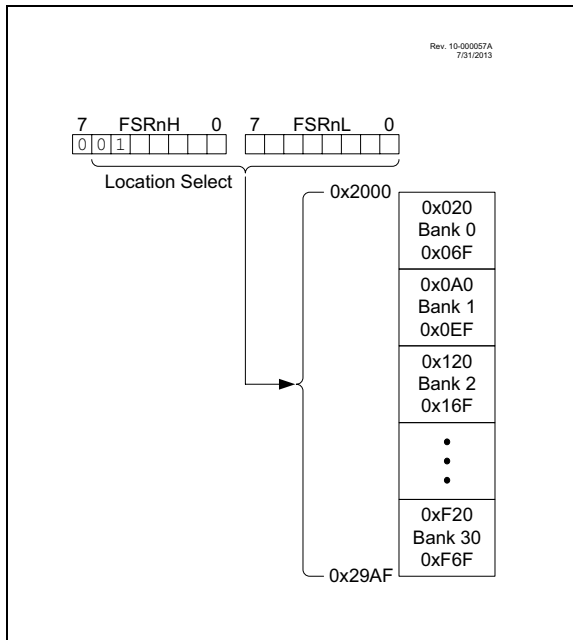 Rev. 10-000057A
7/31/2013
7 FSRnH 0 7 FSRnL 0
0 0 1
Location Select
0x2000
0x020
Bank 0
0x06F
0x0A0
Bank 1
0x0EF
0x120
Bank 2
0x16F
0xF20
Bank 30
0xF6F
0x29AF